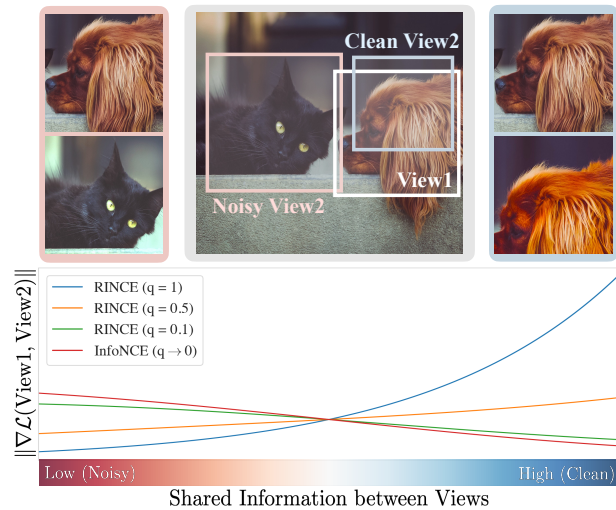 Clean View2
View1
Noisy View2
‖∇ℒ(View1, View2)‖
RINCE (q = 1)
RINCE (q = 0.5)
RINCE (q = 0.1)
InfoNCE (q → 0)
Low (Noisy)
High (Clean)
Shared Information between Views